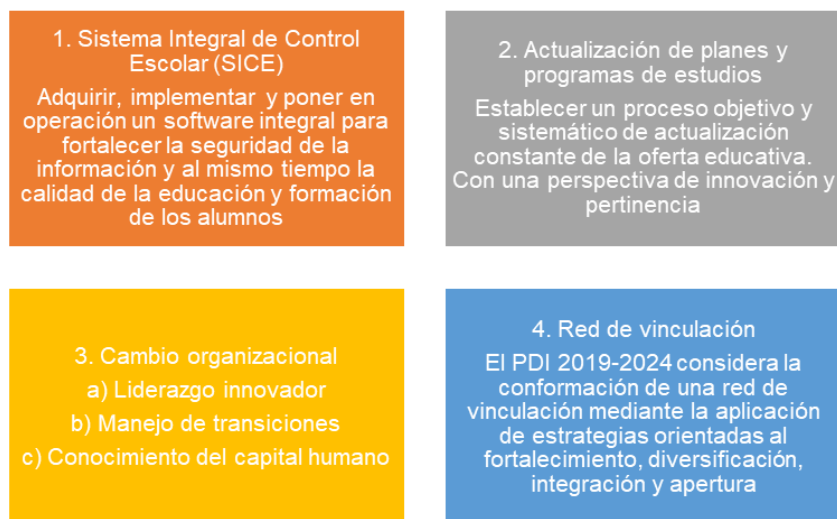 1. Sistema Integral de Control
Escolar (SICE)
Adquirir, implementar y poner en
operación un software integral para
fortalecer la seguridad de la
información y al mismo tiempo la
calidad de la educación y formación
de los alumnos
2. Actualización de planes y
programas de estudios
Establecer un proceso objetivo y
sistemático de actualización
constante de la oferta educativa.
Con una perspectiva de innovación y
pertinencia
3. Cambio organizacional
a) Liderazgo innovador
b) Manejo de transiciones
c) Conocimiento del capital humano
4. Red de vinculación
El PDI 2019-2024 considera la
conformación de una red de
vinculación mediante la aplicación
de estrategias orientadas al
fortalecimiento, diversificación,
integración y apertura